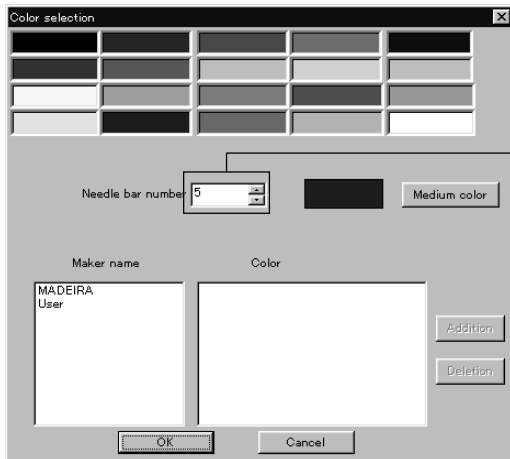 Color selection
Needle bar number 5 Medium color
Maker name Color
MADEIRA
User
Addition
Deletion
OK Cancel